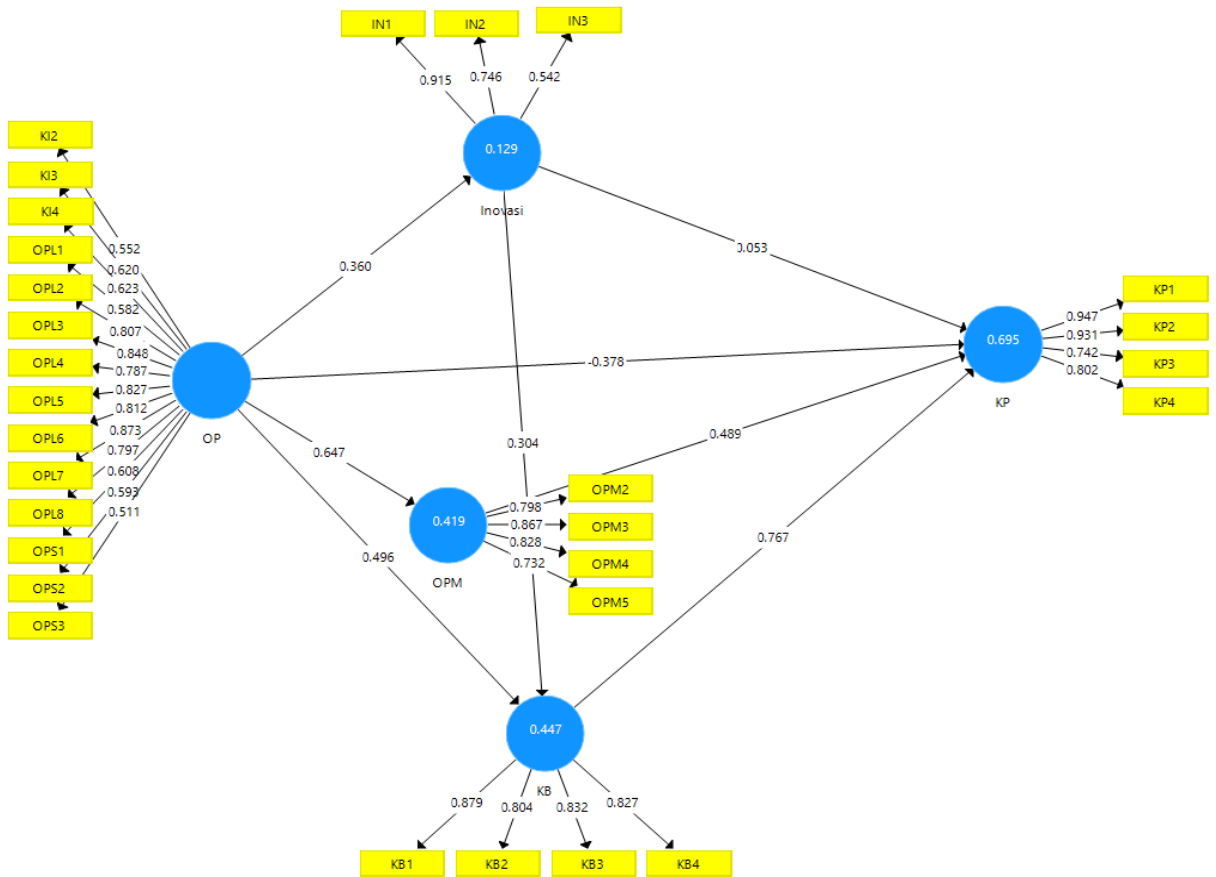 IN1
IN2
IN3
0.915
0.746
0.542
0.129
Inovasi
KI2
KI3
KI4
OPL1
OPL2
OPL3
OPL4
OPL5
OPL6
OPL7
OPL8
OPS1
OPS2
OPS3
0.552
0.620
0.623
0.582
0.807
0.848
0.787
0.827
0.812
0.873
0.797
0.608
0.593
0.511
OP
0.360
0.053
-0.378
0.647
0.304
0.489
0.496
0.767
0.419
OPM
0.798
0.867
0.828
0.732
OPM2
OPM3
OPM4
OPM5
0.695
KP
0.947
0.931
0.742
0.802
KP1
KP2
KP3
KP4
0.447
KB
0.879
0.804
0.832
0.827
KB1
KB2
KB3
KB4